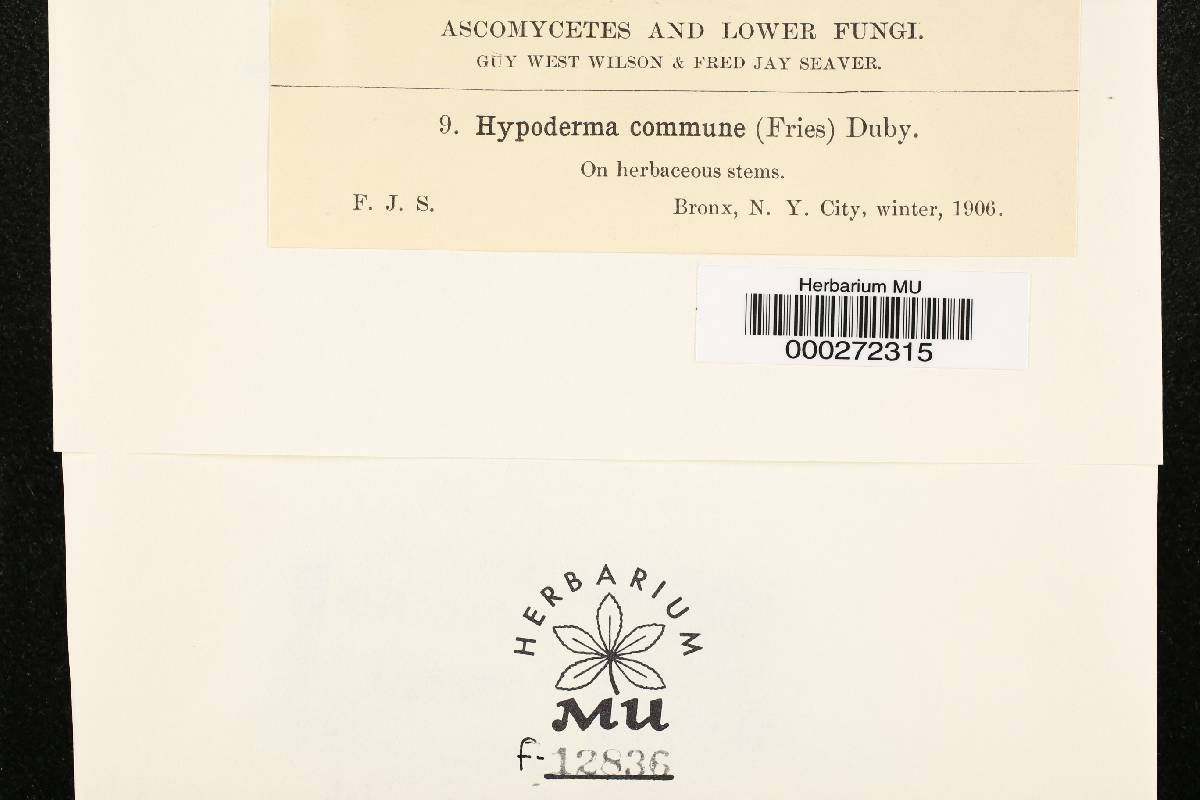 ASCOMYCETES AND LOWER FUNGI.
GUY WEST WILSON & FRED JAY SEAVER.
9. Hypoderma commune (Fries) Duby.
On herbaceous stems.
F. J. S. Bronx, N. Y. City, winter, 1906.
Herbarium MU
000272315
HERBARIUM
MU
f-12836